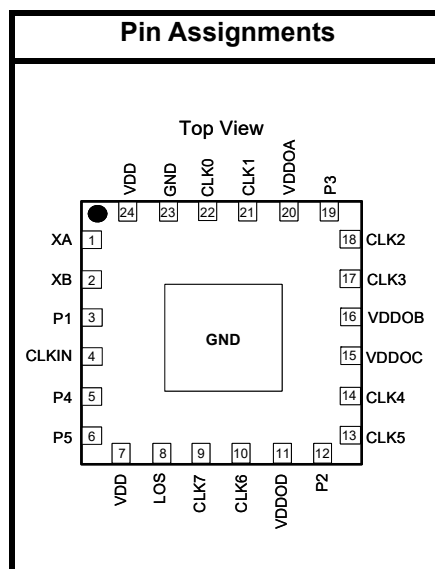 Pin Assignments
Top View
VDD GND CLK0 CLK1 VDDOA P3
24 23 22 21 20 19
XA 1 18 CLK2
XB 2 17 CLK3
P1 3 16 VDDOB
GND
CLKIN 4 15 VDDOC
P4 5 14 CLK4
P5 6 13 CLK5
7 8 9 10 11 12
VDD LOS CLK7 CLK6 VDDOD P2